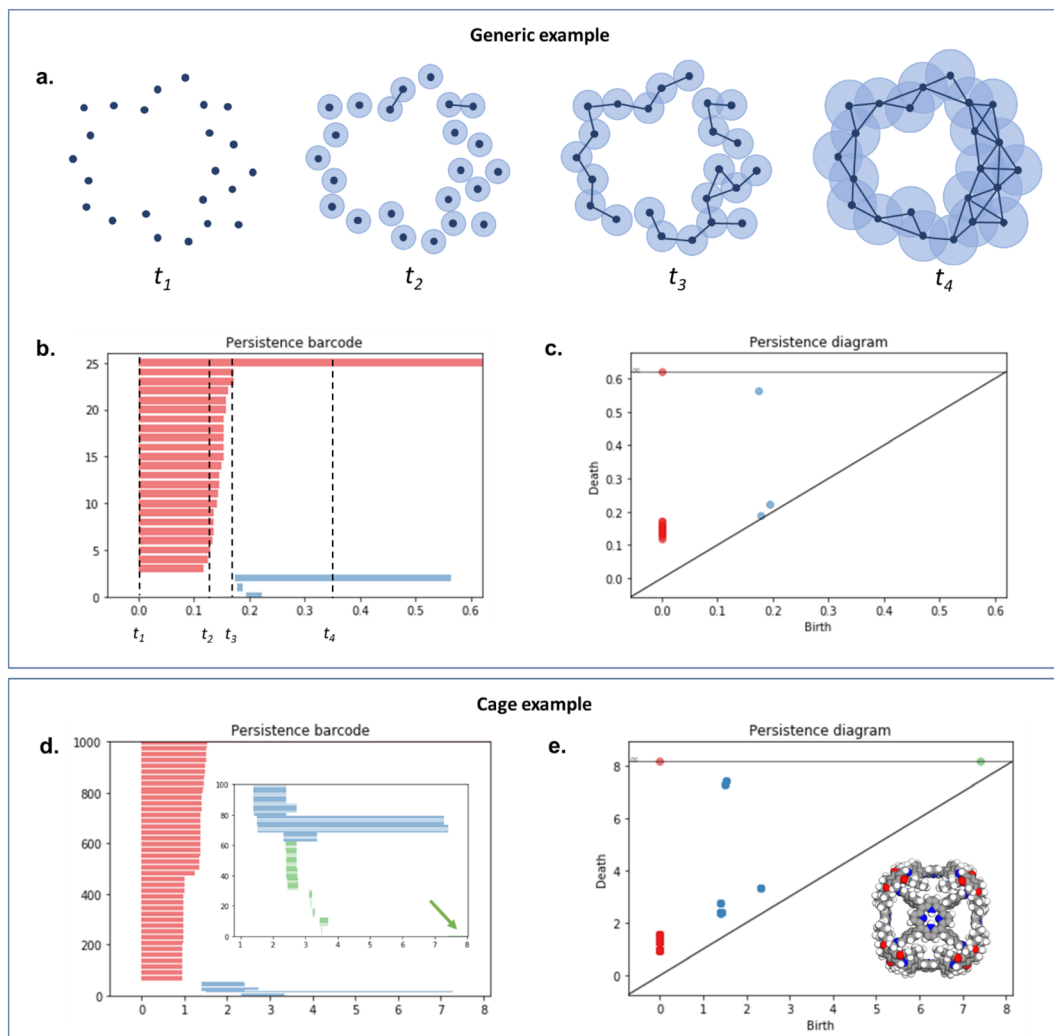 Generic example
a.
t1
t2
t3
t4
b.
Persistence barcode
25
20
15
10
5
0
0.0 0.1 0.2 0.3 0.4 0.5 0.6
t1 t2 t3 t4
c.
Persistence diagram
∞
0.6
0.5
0.4
0.3
0.2
0.1
0.0
Death
0.0 0.1 0.2 0.3 0.4 0.5 0.6
Birth
Cage example
d.
Persistence barcode
1000
800
600
400
200
0
0 1 2 3 4 5 6 7 8
100
80
60
40
20
0
1 2 3 4 5 6 7 8
e.
Persistence diagram
∞
8
6
4
2
0
Death
0 1 2 3 4 5 6 7 8
Birth